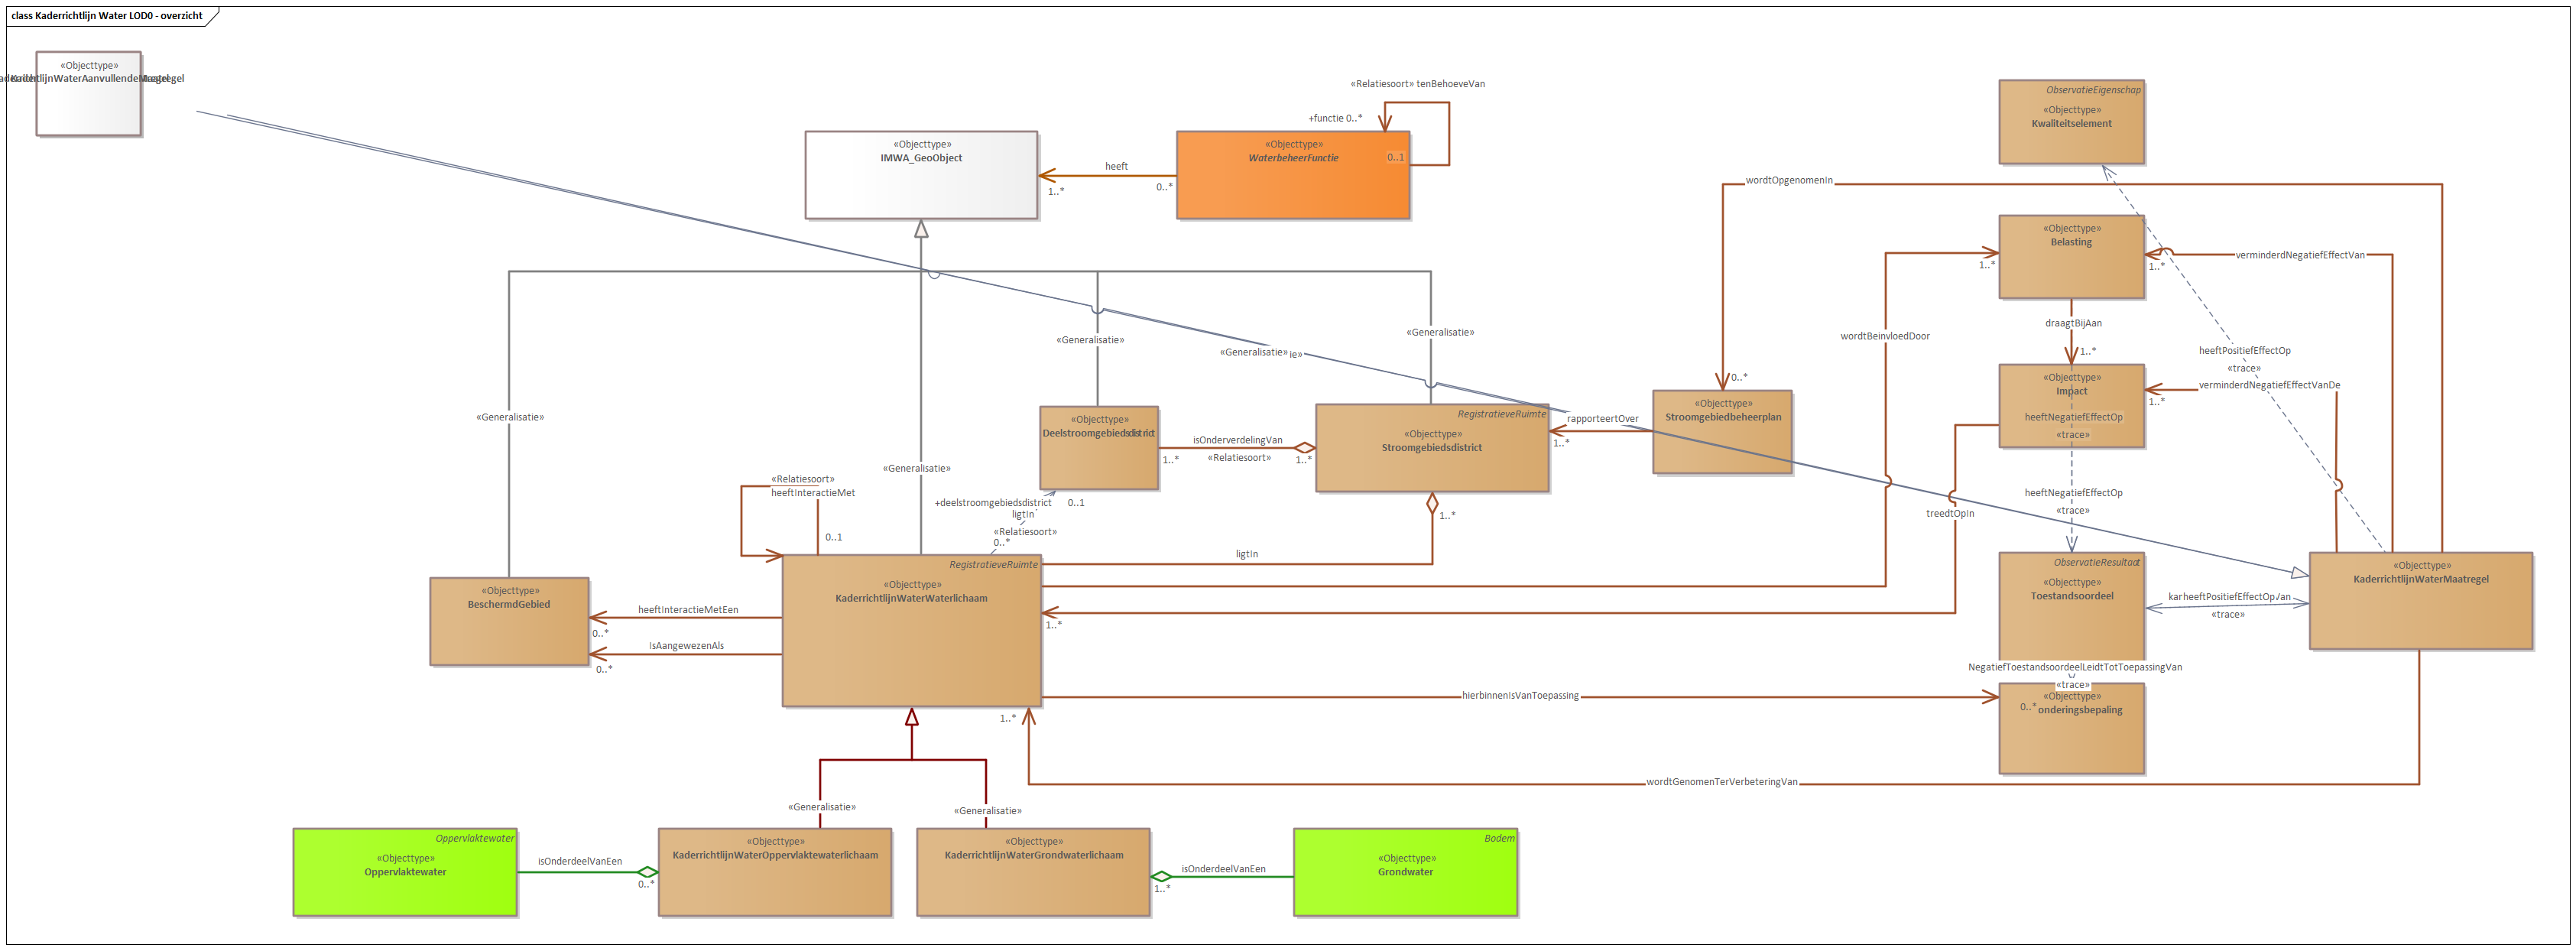 class Kaderrichtlijn Water LOD0 - overzicht
«Objecttype»
KaderrichtlijnWaterAanvullendeMaatregel
«Relatiesoort» tenBehoeveVan
+functie 0..*
«Objecttype»
IMWA_GeoObject
heeft
1..*
0..*
«Objecttype»
WaterbeheerFunctie
0..1
ObservatieEigenschap
«Objecttype»
Kwaliteitselement
wordtOpgenomenIn
«Objecttype»
Belasting
1..*
1..*
verminderdNegatiefEffectVan
draagtBijAan
1..*
wordtBeinvloedDoor
«Generalisatie»
«Generalisatie»
«Generalisatie»
ie»
heeftPositiefEffectOp
«trace»
verminderdNegatiefEffectVanDe
1..*
«Objecttype»
Impact
heeftNegatiefEffectOp
«trace»
0..*
«Objecttype»
Stroomgebiedbeheerplan
rapporteertOver
1..*
RegistratieveRuimte
«Objecttype»
Stroomgebiedsdistrict
isOnderverdelingVan
«Relatiesoort»
1..*
1..*
«Objecttype»
Deelstroomgebiedsdistrict
«Generalisatie»
«Generalisatie»
«Relatiesoort»
heeftInteractieMet
0..1
+deelstroomgebiedsdistrict
0..1
ligtIn
«Relatiesoort»
0..*
1..*
heeftNegatiefEffectOp
«trace»
treedtOpIn
ligtIn
RegistratieveRuimte
«Objecttype»
KaderrichtlijnWaterWaterlichaam
«Objecttype»
BeschermdGebied
heeftInteractieMetEen
0..*
isAangewezenAls
0..*
1..*
ObservatieResultaat
«Objecttype»
Toestandsoordeel
heeftPositiefEffectOp
«trace»
«Objecttype»
KaderrichtlijnWaterMaatregel
NegatiefToestandsoordeelLeidtTotToepassingVan
«trace»
«Objecttype»
onderingsbepaling
0..*
hierbinnenIsVanToepassing
1..*
wordtGenomenTerVerbeteringVan
«Generalisatie»
«Generalisatie»
Oppervlaktewater
«Objecttype»
Oppervlaktewater
isOnderdeelVanEen
0..*
«Objecttype»
KaderrichtlijnWaterOppervlaktewaterlichaam
«Objecttype»
KaderrichtlijnWaterGrondwaterlichaam
isOnderdeelVanEen
1..*
Bodem
«Objecttype»
Grondwater